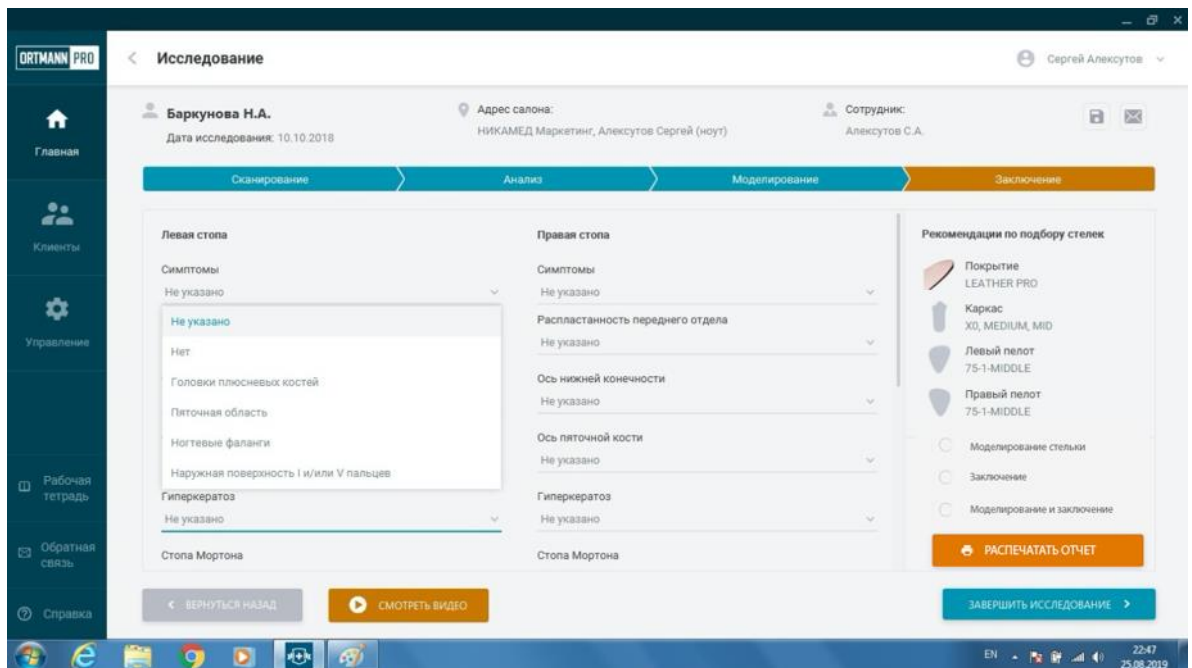 ORTMANN PRO
Исследование
Сергей Алексутов
Главная
Клиенты
Управление
Рабочая
тетрадь
Обратная
связь
Справка
Баркунова Н.А.
Дата исследования: 10.10.2018
Адрес салона:
НИКАМЕД Маркетинг, Алексутов Сергей (ноут)
Сотрудник:
Алексутов С.А.
Сканирование
Анализ
Моделирование
Заключение
Левая стопа
Симптомы
Не указано
Не указано
Нет
Головки плюсневых костей
Пяточная область
Ногтевые фаланги
Наружная поверхность I и/или V пальцев
Гиперкератоз
Не указано
Стопа Мортона
Правая стопа
Симптомы
Не указано
Распластанность переднего отдела
Не указано
Ось нижней конечности
Не указано
Ось пяточной кости
Не указано
Гиперкератоз
Не указано
Стопа Мортона
Рекомендации по подбору стелек
Покрытие
LEATHER PRO
Каркас
X0, MEDIUM, MID
Левый пелот
75-1-MIDDLE
Правый пелот
75-1-MIDDLE
Моделирование стельки
Заключение
Моделирование и заключение
РАСПЕЧАТАТЬ ОТЧЕТ
ВЕРНУТЬСЯ НАЗАД
СМОТРЕТЬ ВИДЕО
ЗАВЕРШИТЬ ИССЛЕДОВАНИЕ
EN
22:47
25.08.2019